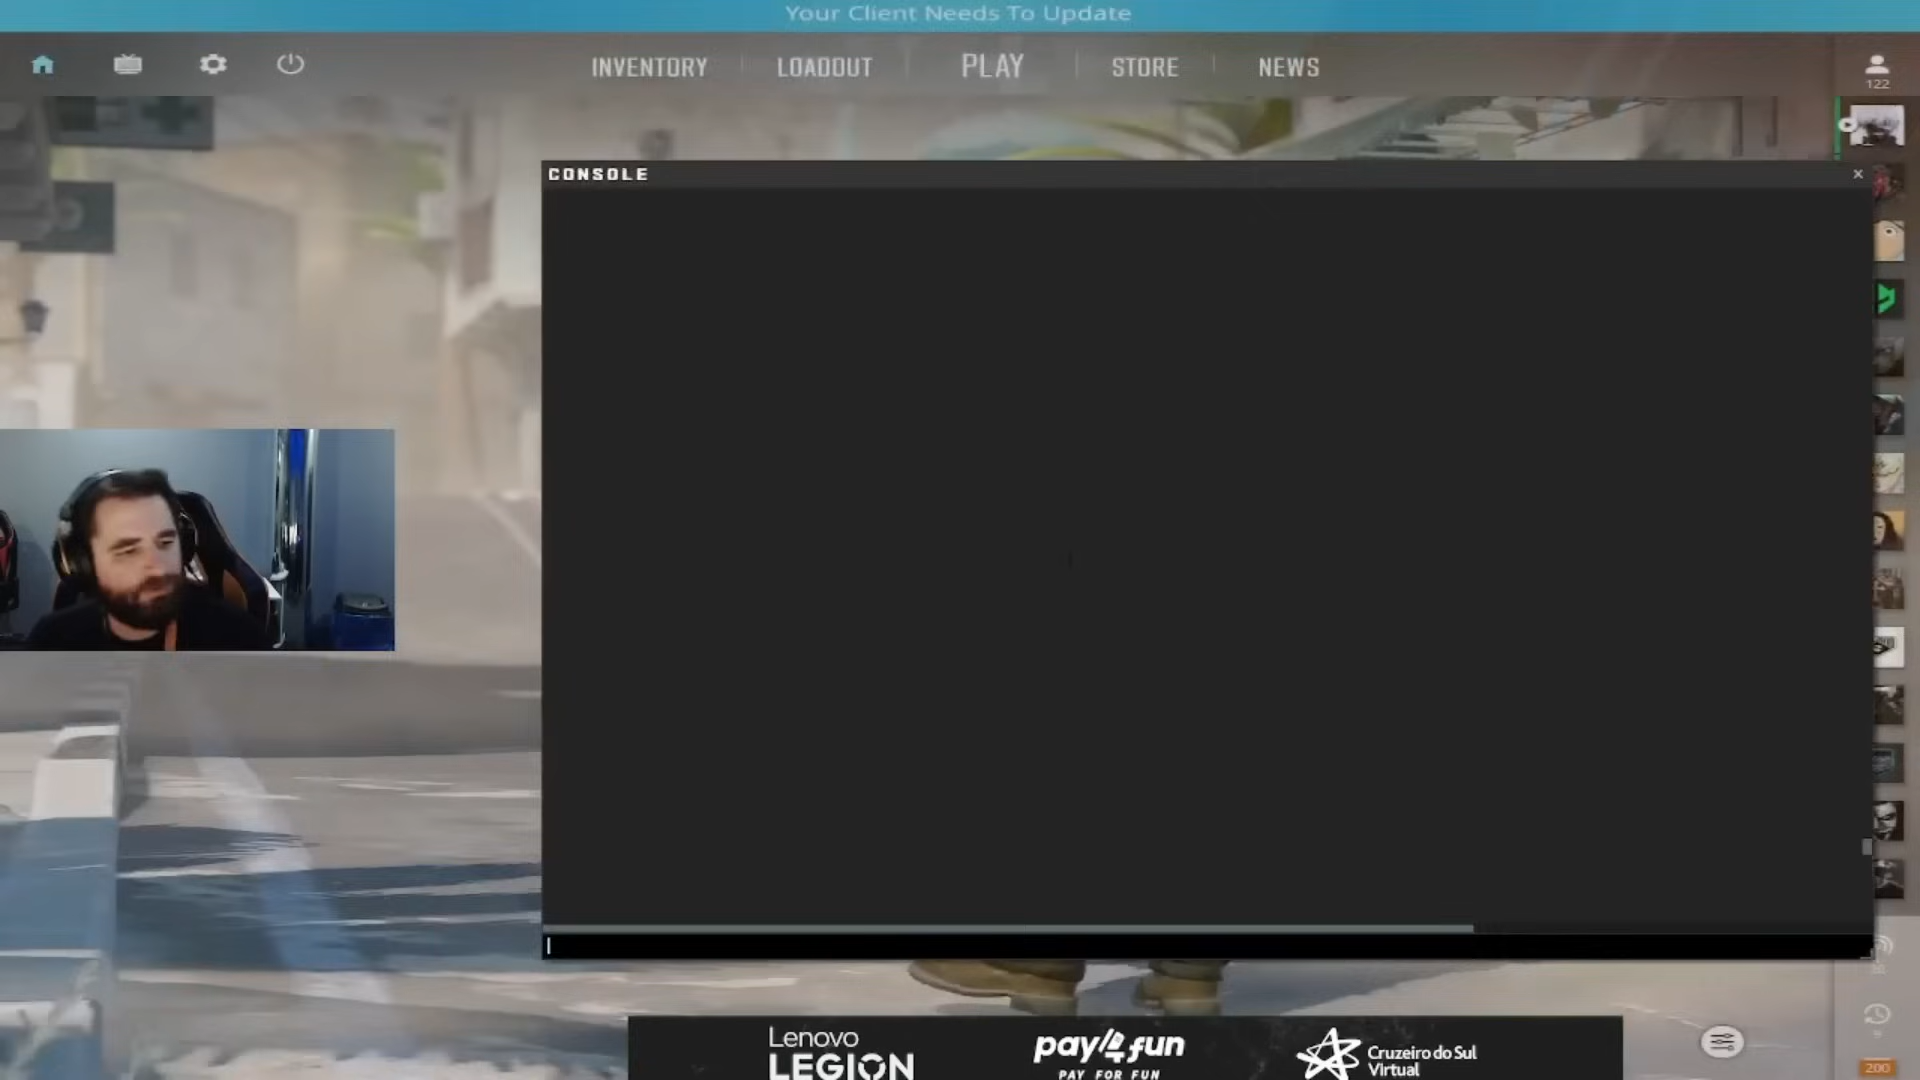 Your Client Needs To Update
INVENTORY
LOADOUT
PLAY
STORE
NEWS
122
CONSOLE
Lenovo
LEGION
pay4fun
PAY FOR FUN
Cruzeiro do Sul
Virtual
200